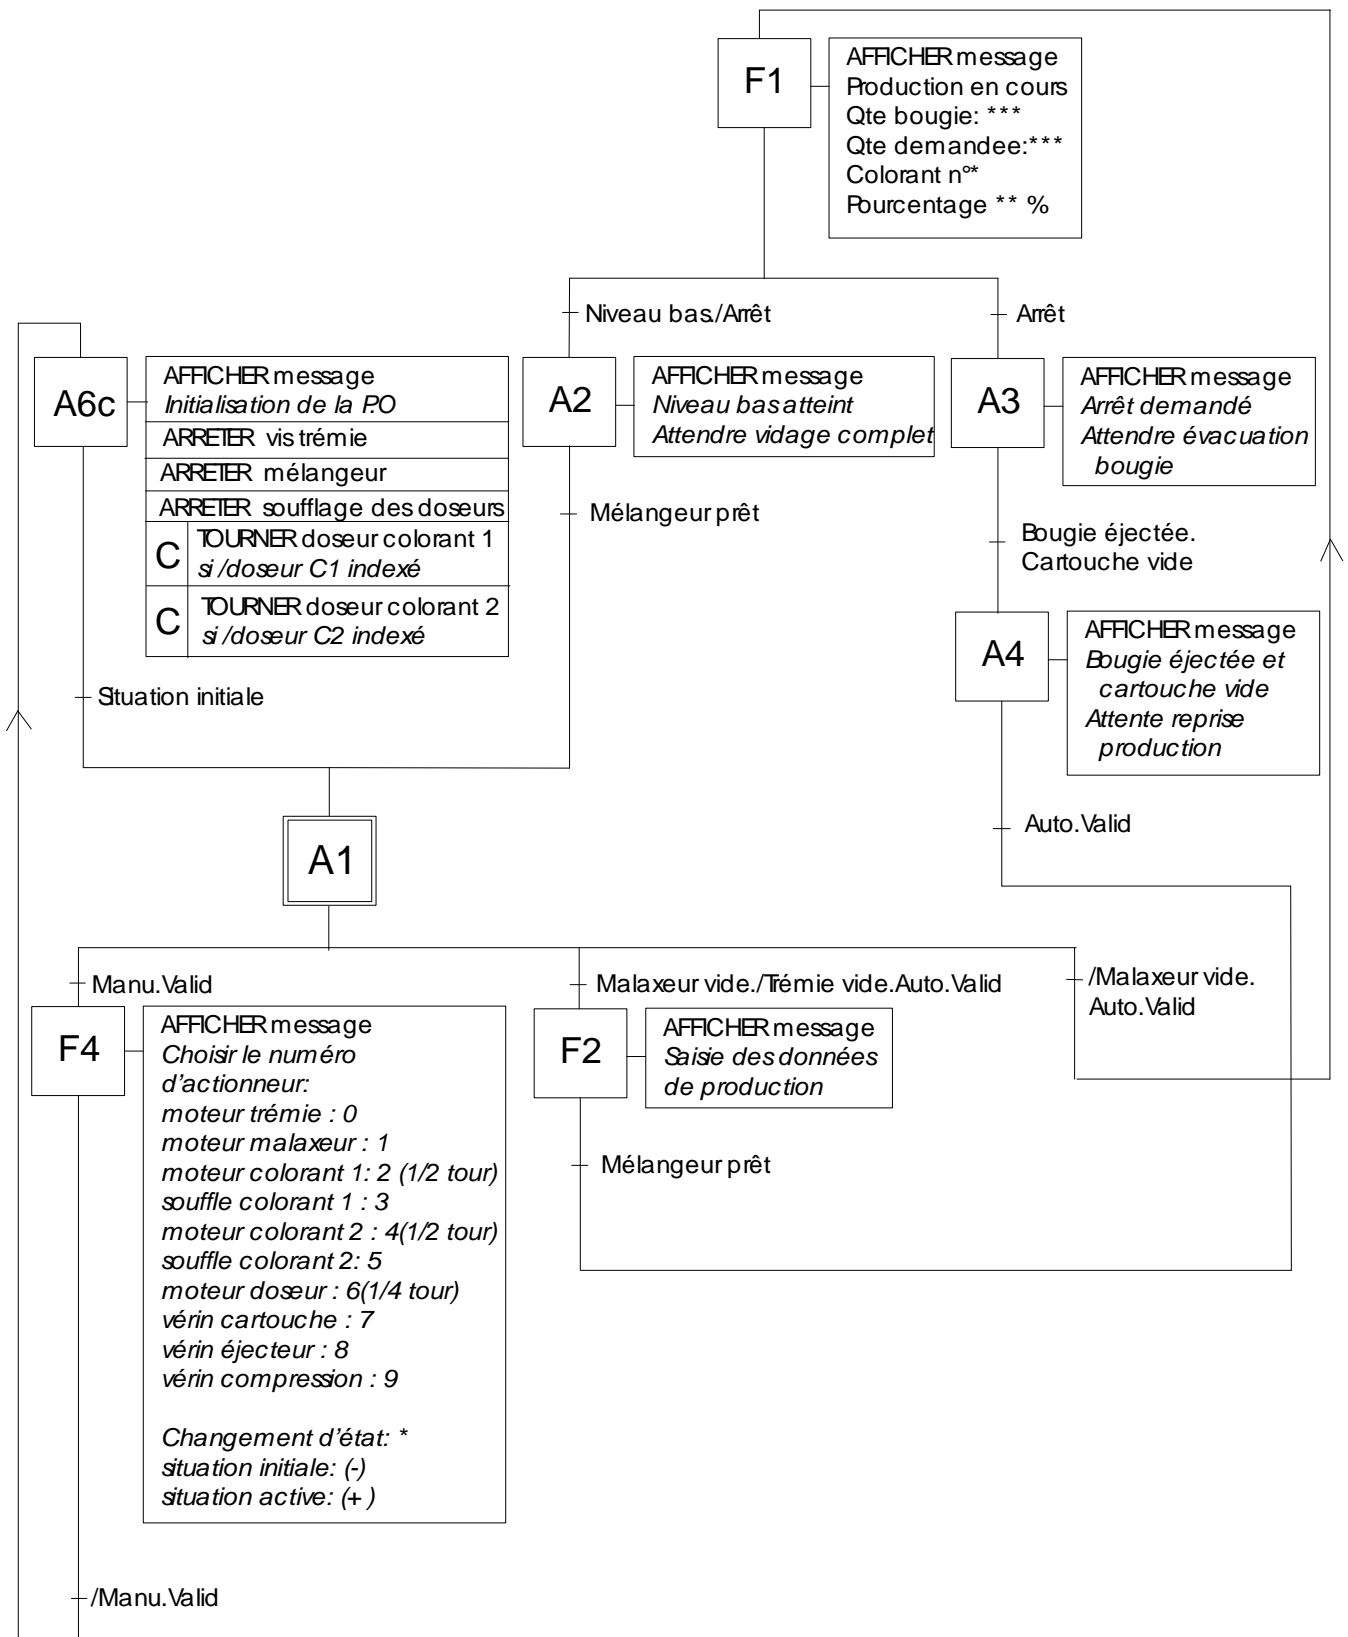 F1
AFFICHER message
Production en cours
Qte bougie: ***
Qte demandee:***
Colorant n°*
Pourcentage ** %
Niveau bas./Arrêt
Arrêt
A6c
AFFICHER message
Initialisation de la P.O
ARRETER vis trémie
ARRETER mélangeur
ARRETER soufflage des doseurs
C
TOURNER doseur colorant 1
si /doseur C1 indexé
C
TOURNER doseur colorant 2
si /doseur C2 indexé
A2
AFFICHER message
Niveau bas atteint
Attendre vidage complet
A3
AFFICHER message
Arrêt demandé
Attendre évacuation
bougie
Mélangeur prêt
Bougie éjectée.
Cartouche vide
A4
AFFICHER message
Bougie éjectée et
cartouche vide
Attente reprise
production
Situation initiale
Auto.Valid
A1
Manu.Valid
Malaxeur vide./Trémie vide.Auto.Valid
/Malaxeur vide.
Auto.Valid
F4
AFFICHER message
Choisir le numéro
d'actionneur:
moteur trémie : 0
moteur malaxeur : 1
moteur colorant 1: 2 (1/2 tour)
souffle colorant 1 : 3
moteur colorant 2 : 4(1/2 tour)
souffle colorant 2: 5
moteur doseur : 6(1/4 tour)
vérin cartouche : 7
vérin éjecteur : 8
vérin compression : 9
Changement d'état: *
situation initiale: (-)
situation active: (+ )
F2
AFFICHER message
Saisie des données
de production
Mélangeur prêt
/Manu.Valid